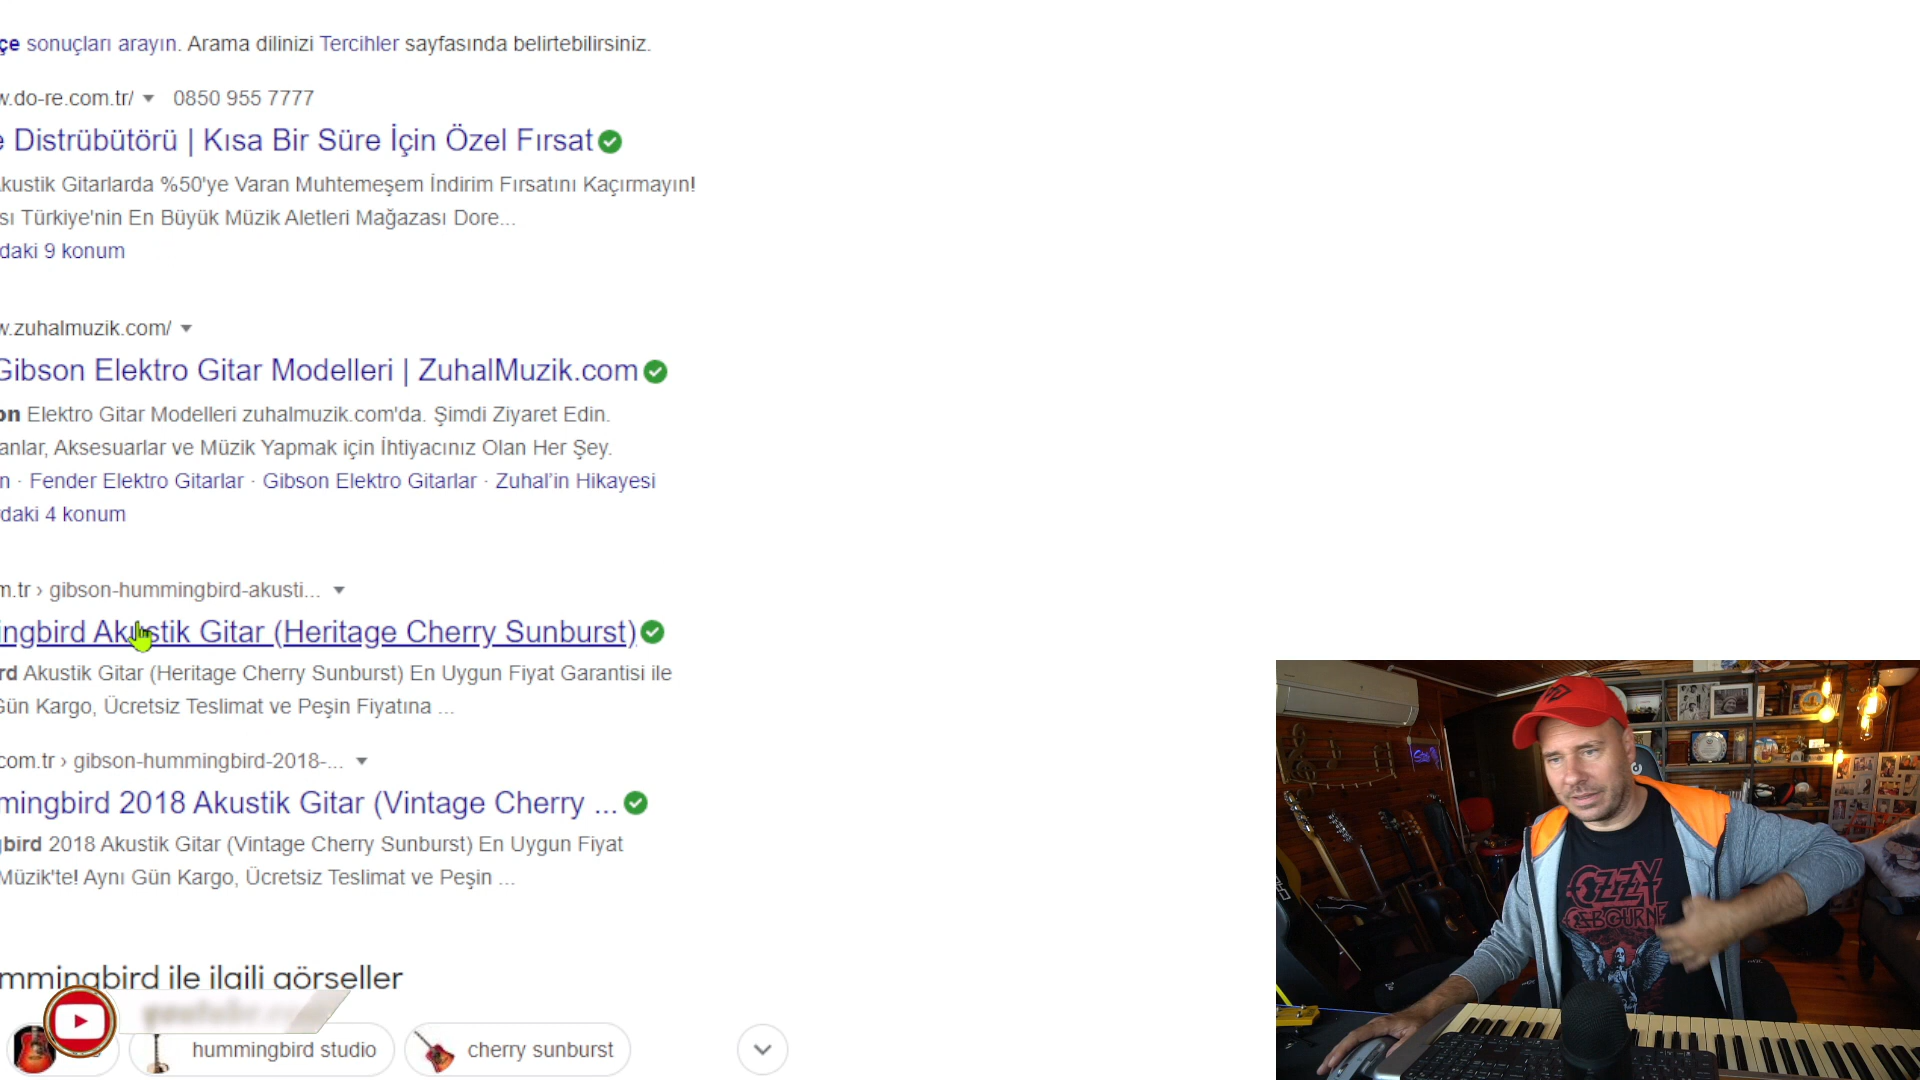 çe sonuçları arayın. Arama dilinizi Tercihler sayfasında belirtebilirsiniz.
w.do-re.com.tr/ 0850 955 7777
e Distrübütörü | Kısa Bir Süre İçin Özel Fırsat
kustik Gitarlarda %50'ye Varan Muhtemeşem İndirim Fırsatını Kaçırmayın!
sı Türkiye'nin En Büyük Müzik Aletleri Mağazası Dore...
daki 9 konum
w.zuhalmuzik.com/
Gibson Elektro Gitar Modelleri | ZuhalMuzik.com
on Elektro Gitar Modelleri zuhalmuzik.com'da. Şimdi Ziyaret Edin.
anlar, Aksesuarlar ve Müzik Yapmak için İhtiyacınız Olan Her Şey.
n · Fender Elektro Gitarlar · Gibson Elektro Gitarlar · Zuhal'in Hikayesi
daki 4 konum
m.tr › gibson-hummingbird-akusti...
ingbird Akustik Gitar (Heritage Cherry Sunburst)
rd Akustik Gitar (Heritage Cherry Sunburst) En Uygun Fiyat Garantisi ile
Gün Kargo, Ücretsiz Teslimat ve Peşin Fiyatına ...
com.tr › gibson-hummingbird-2018-...
mingbird 2018 Akustik Gitar (Vintage Cherry ...
gbird 2018 Akustik Gitar (Vintage Cherry Sunburst) En Uygun Fiyat
Müzik'te! Aynı Gün Kargo, Ücretsiz Teslimat ve Peşin ...
mmingbird ile ilgili görseller
hummingbird studio
cherry sunburst
OZZY
OSBOURNE